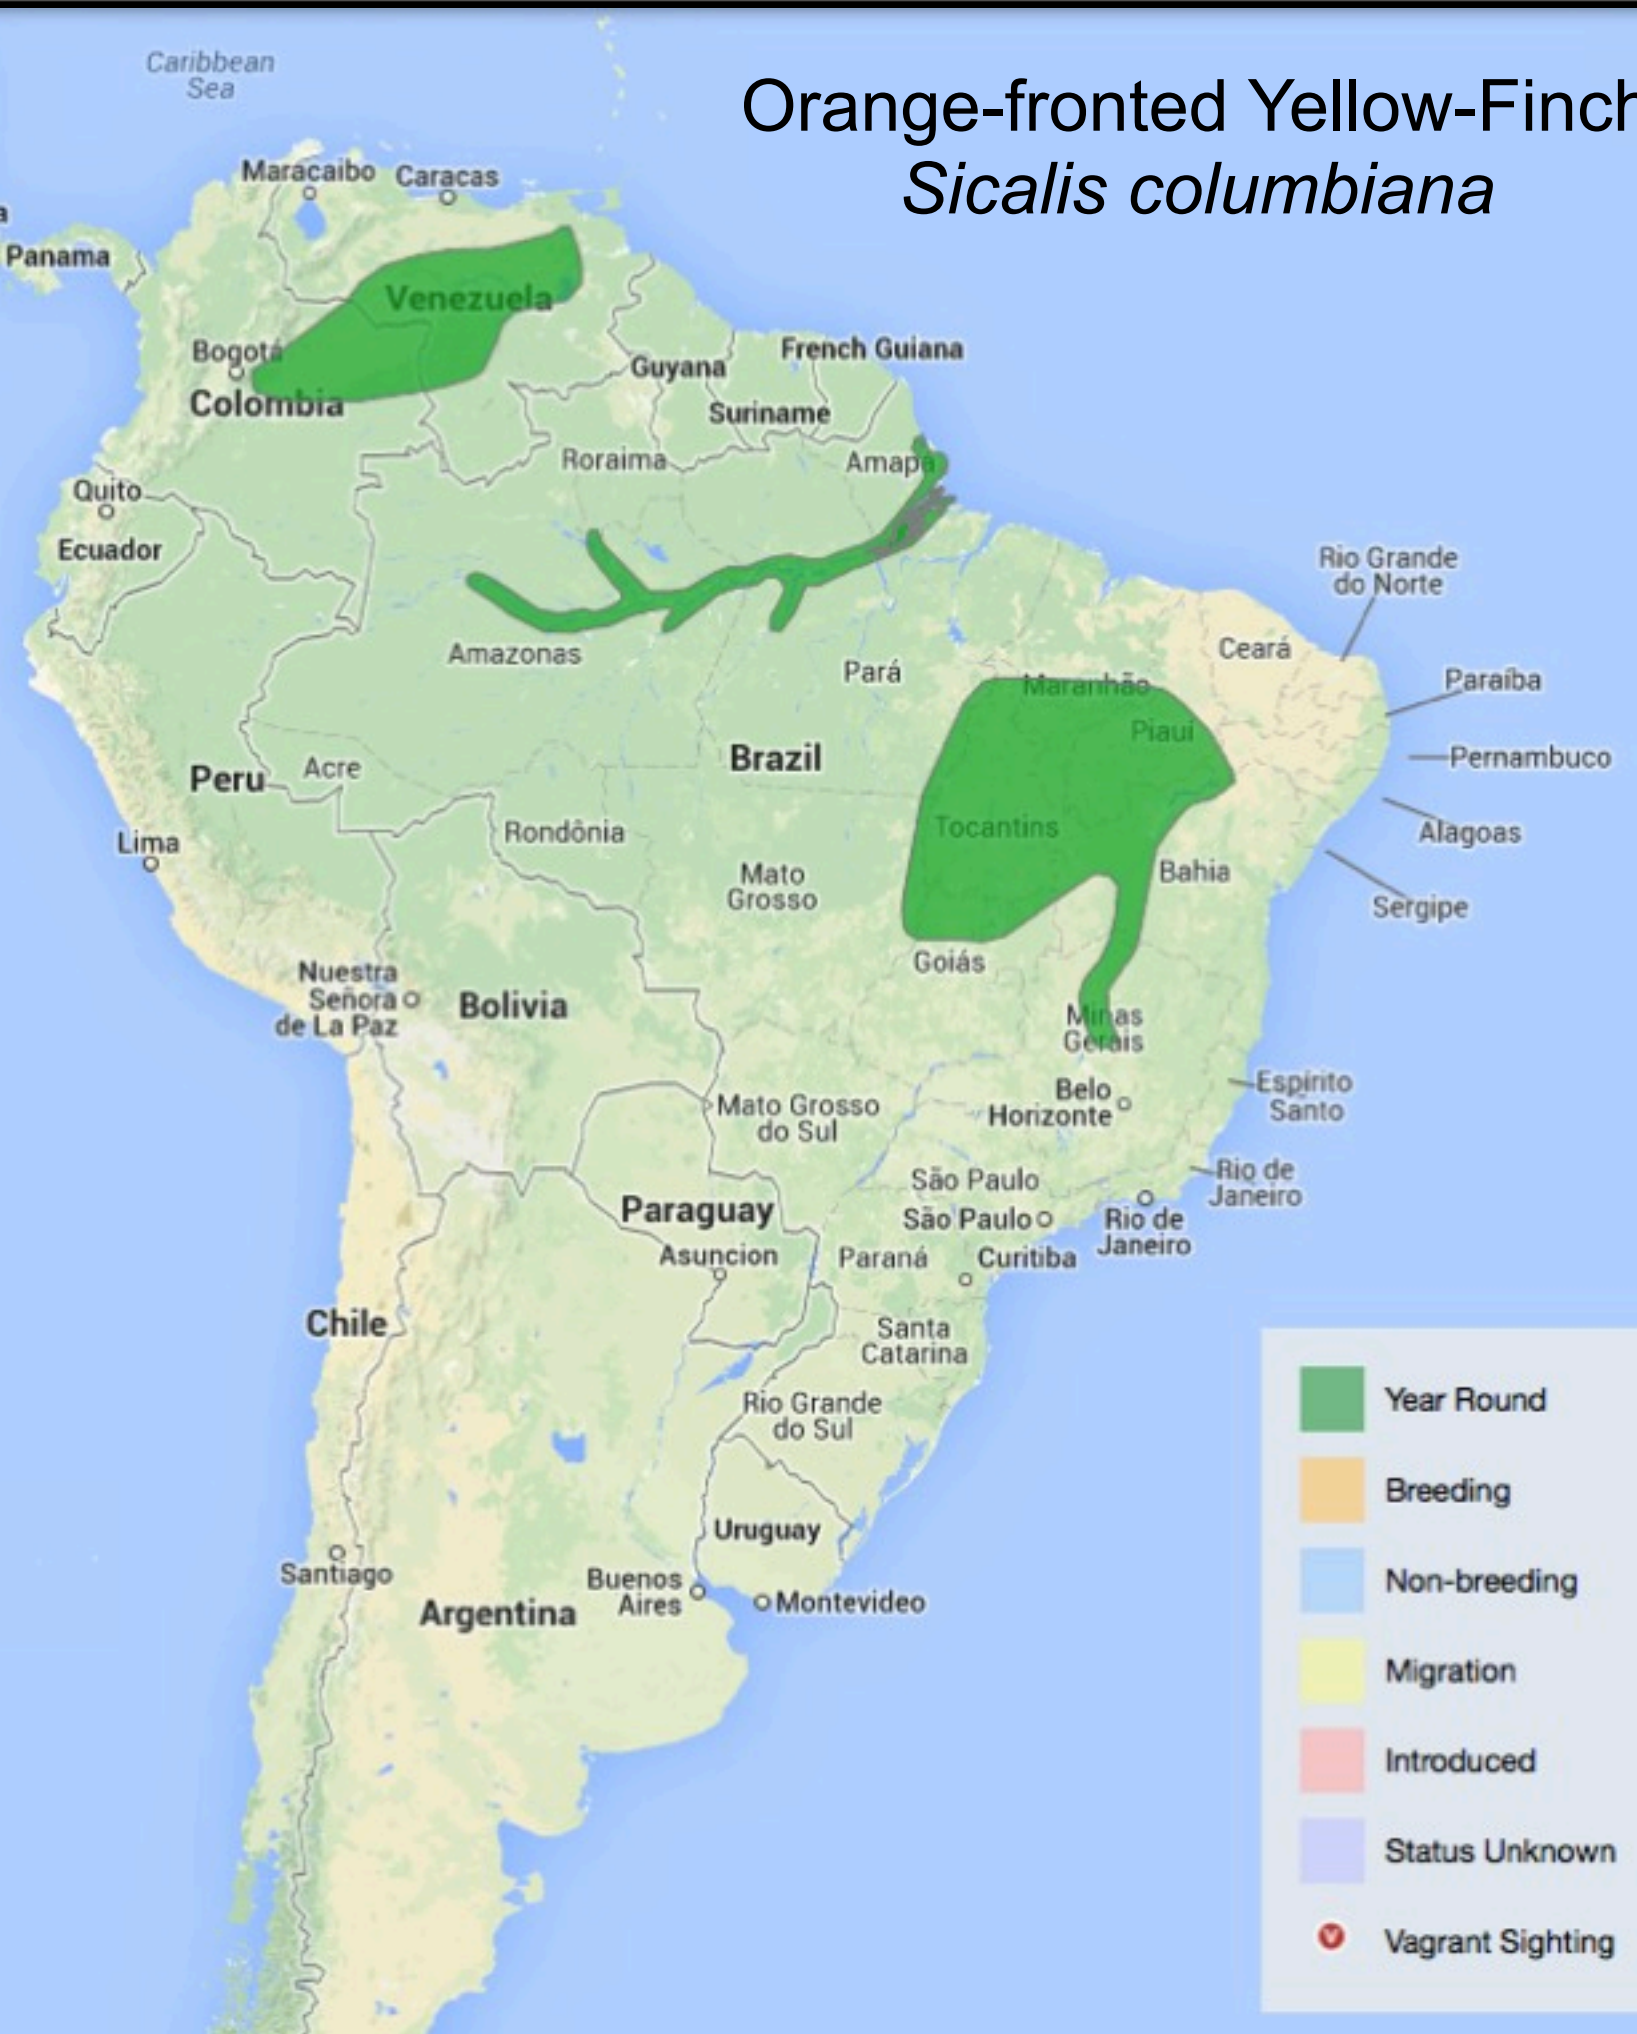 Caribbean
Sea
Orange-fronted Yellow-Finch
Sicalis columbiana
Maracaibo
Caracas
a
Panama
Venezuela
Bogotá
Colombia
Guyana
French Guiana
Suriname
Roraima
Amapá
Quito
Ecuador
Rio Grande
do Norte
Amazonas
Pará
Ceará
Maranhão
Paraíba
Piauí
Brazil
Pernambuco
Peru
Acre
Tocantins
Alagoas
Lima
Rondônia
Mato
Grosso
Bahia
Sergipe
Goiás
Nuestra
Señora
de La Paz
Bolivia
Minas
Gerais
Belo
Horizonte
Espírito
Santo
Mato Grosso
do Sul
São Paulo
Rio de
Janeiro
Paraguay
São Paulo
Rio de
Janeiro
Asuncion
Paraná
Curitiba
Chile
Santa
Catarina
Rio Grande
do Sul
Uruguay
Santiago
Buenos
Aires
Montevideo
Argentina
Year Round
Breeding
Non-breeding
Migration
Introduced
Status Unknown
V
Vagrant Sighting